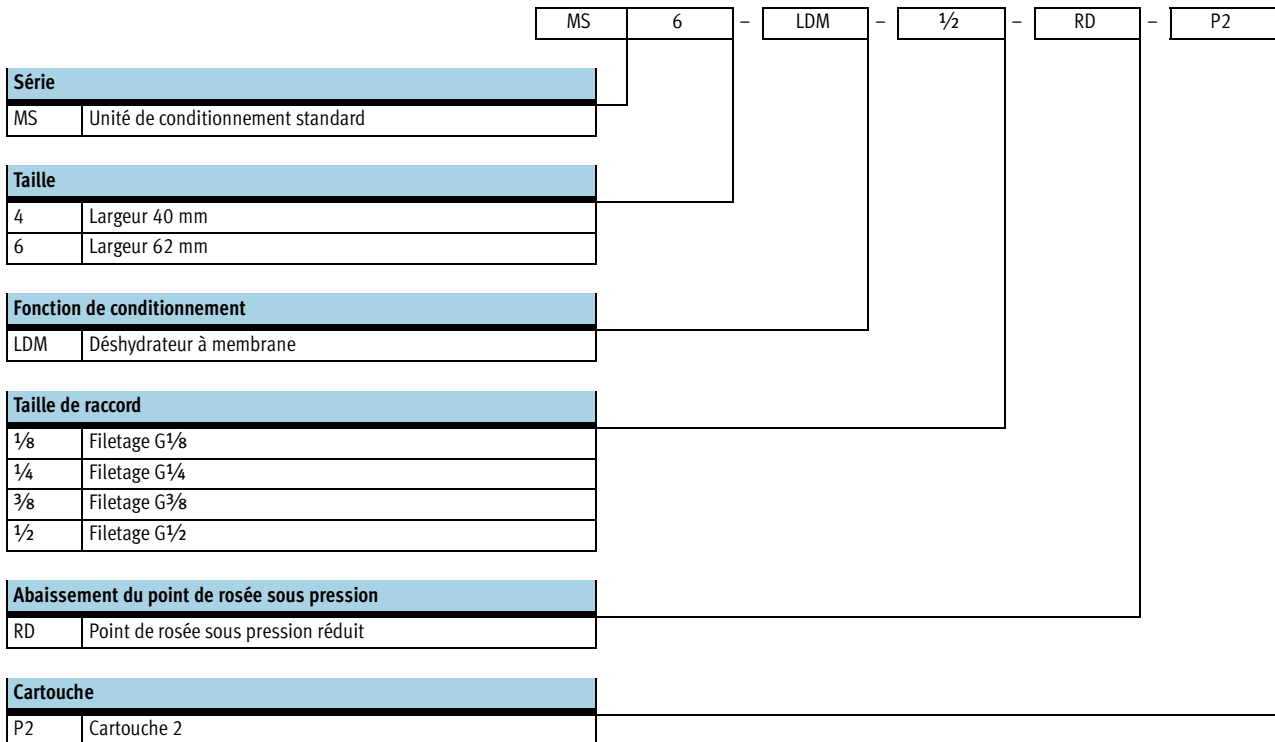 MS 6 – LDM – ½ – RD – P2
Série
MS Unité de conditionnement standard
Taille
4 Largeur 40 mm
6 Largeur 62 mm
Fonction de conditionnement
LDM Déshydrateur à membrane
Taille de raccord
⅛ Filetage G⅛
¼ Filetage G¼
⅜ Filetage G⅜
½ Filetage G½
Abaissement du point de rosée sous pression
RD Point de rosée sous pression réduit
Cartouche
P2 Cartouche 2